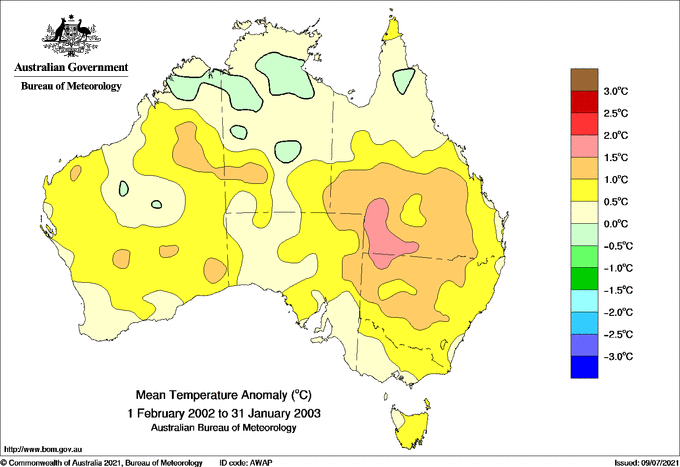 Australian Government
Bureau of Meteorology
3.0°C
2.5°C
2.0°C
1.5°C
1.0°C
0.5°C
0.0°C
-0.5°C
-1.0°C
-1.5°C
-2.0°C
-2.5°C
-3.0°C
Mean Temperature Anomaly (°C)
1 February 2002 to 31 January 2003
Australian Bureau of Meteorology
http://www.bom.gov.au
© Commonwealth of Australia 2021, Bureau of Meteorology ID code: AWAP Issued: 09/07/2021